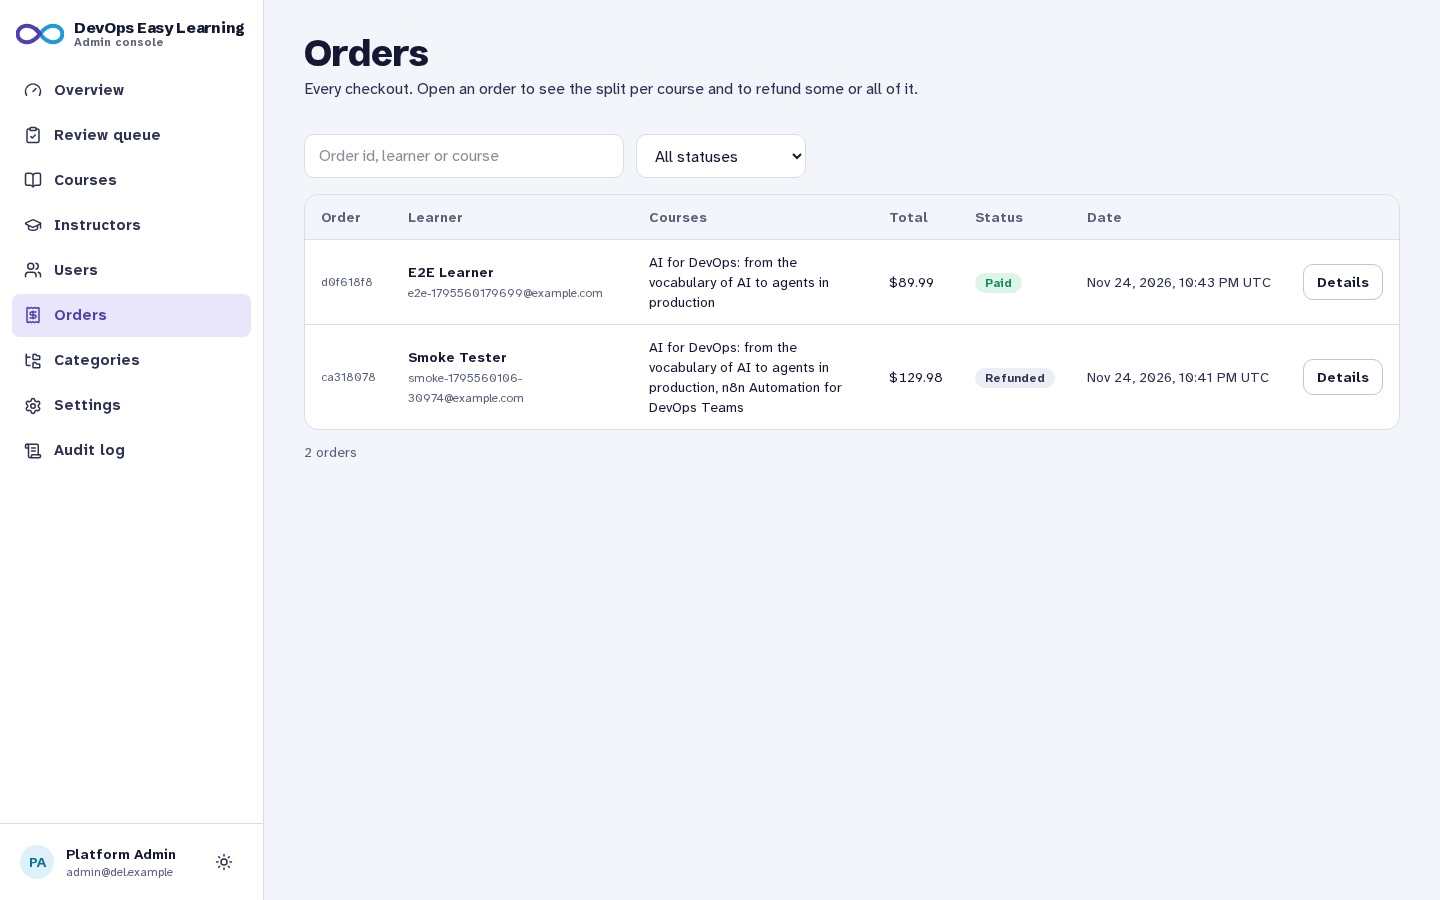 DevOps Easy Learning
Admin console
Overview
Review queue
Courses
Instructors
Users
Orders
Categories
Settings
Audit log
PA
Platform Admin
admin@del.example
Orders
Every checkout. Open an order to see the split per course and to refund some or all of it.
Order id, learner or course
All statuses
Order Learner Courses Total Status Date
d0f618f8
E2E Learner
e2e-1795560179699@example.com
AI for DevOps: from the
vocabulary of AI to agents in
production
$89.99
Paid
Nov 24, 2026, 10:43 PM UTC
Details
ca318078
Smoke Tester
smoke-1795560106-
30974@example.com
AI for DevOps: from the
vocabulary of AI to agents in
production, n8n Automation for
DevOps Teams
$129.98
Refunded
Nov 24, 2026, 10:41 PM UTC
Details
2 orders